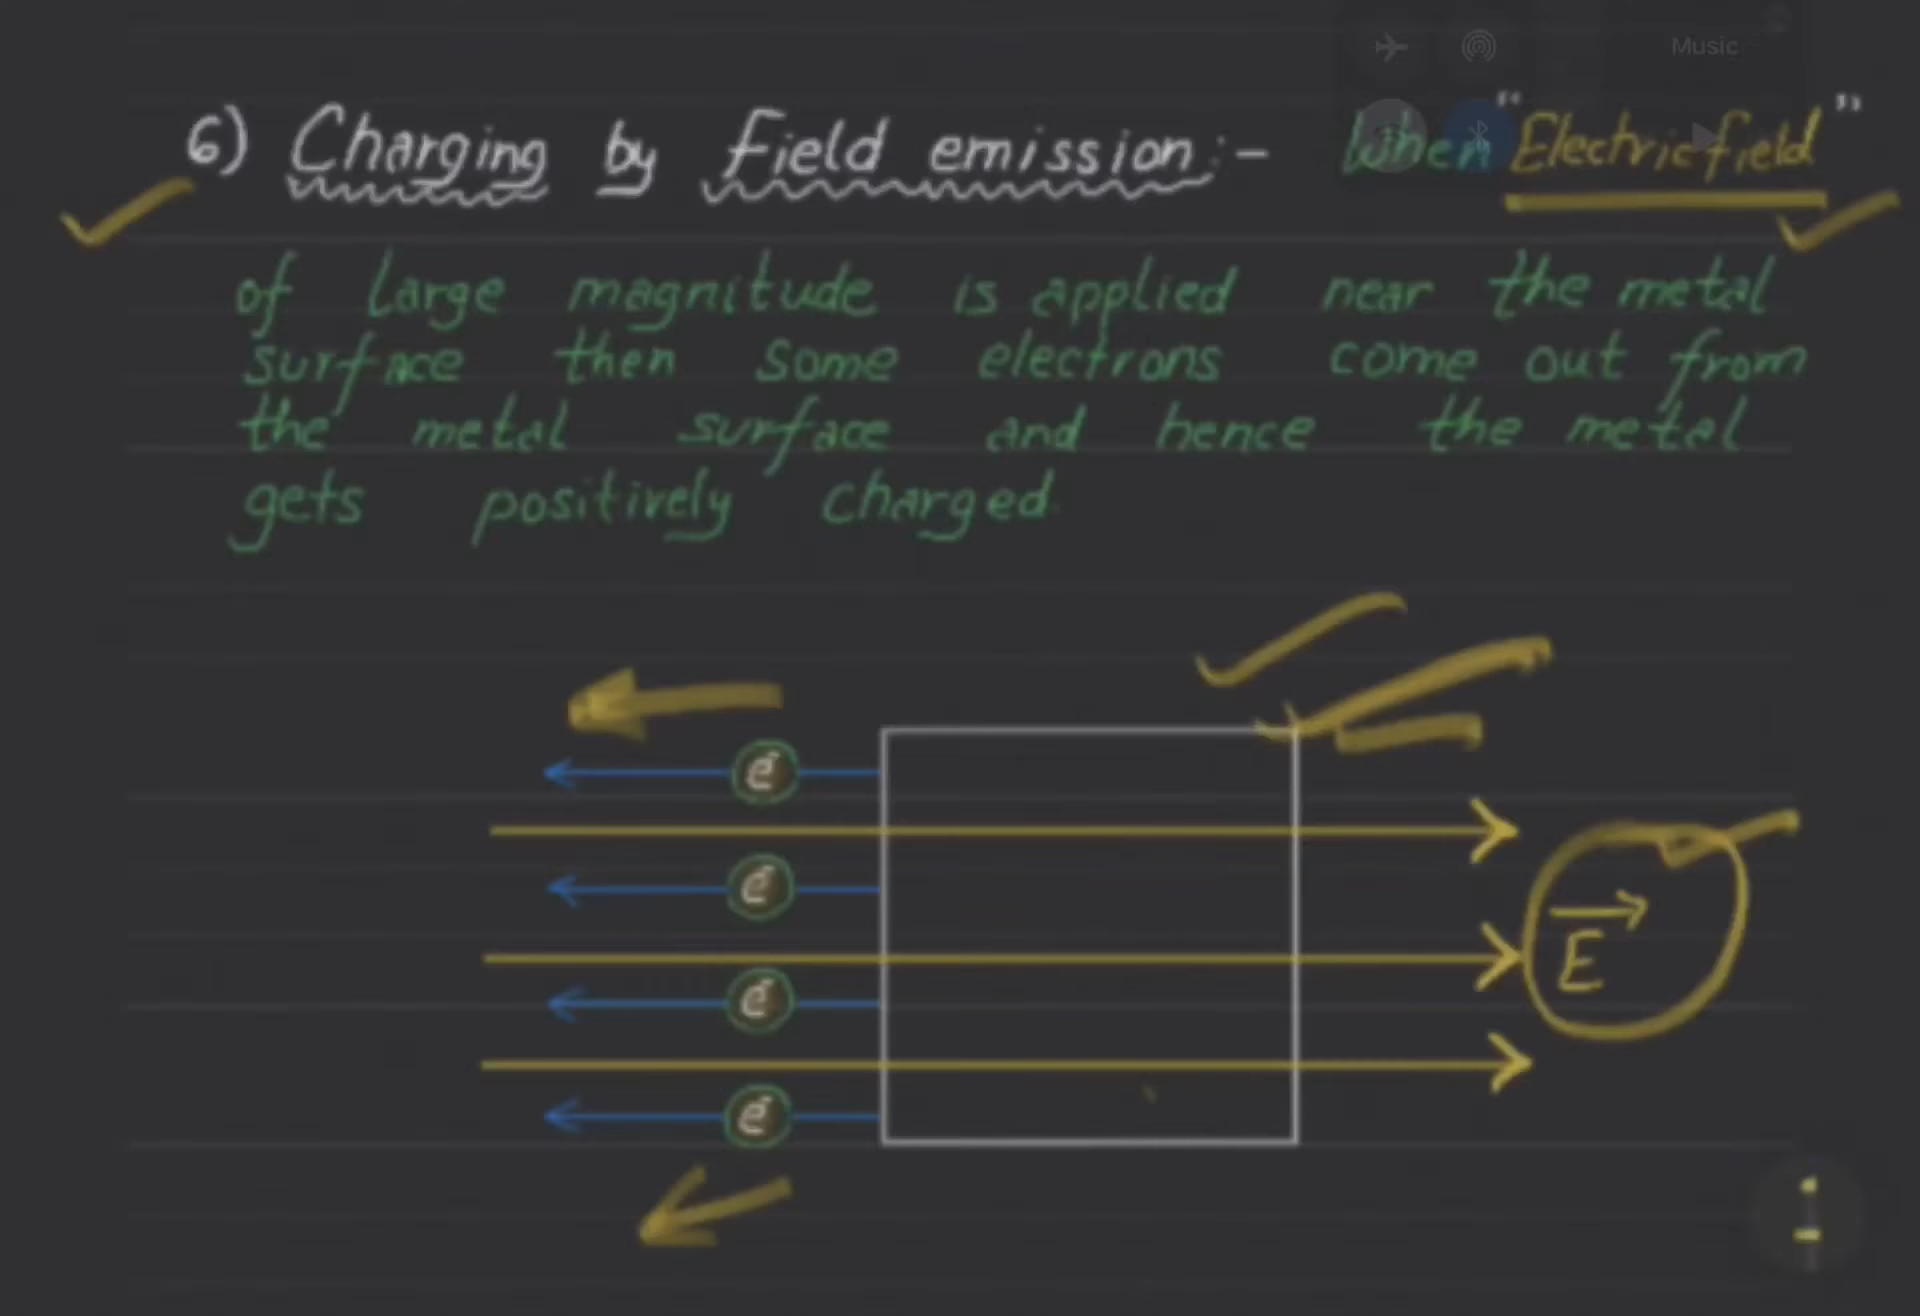 Music
6) Charging by Field emission:- When "Electric field"
of large magnitude is applied near the metal
surface then some electrons come out from
the metal surface and hence the metal
gets positively charged.
e⁻
e⁻
e⁻
e⁻
E